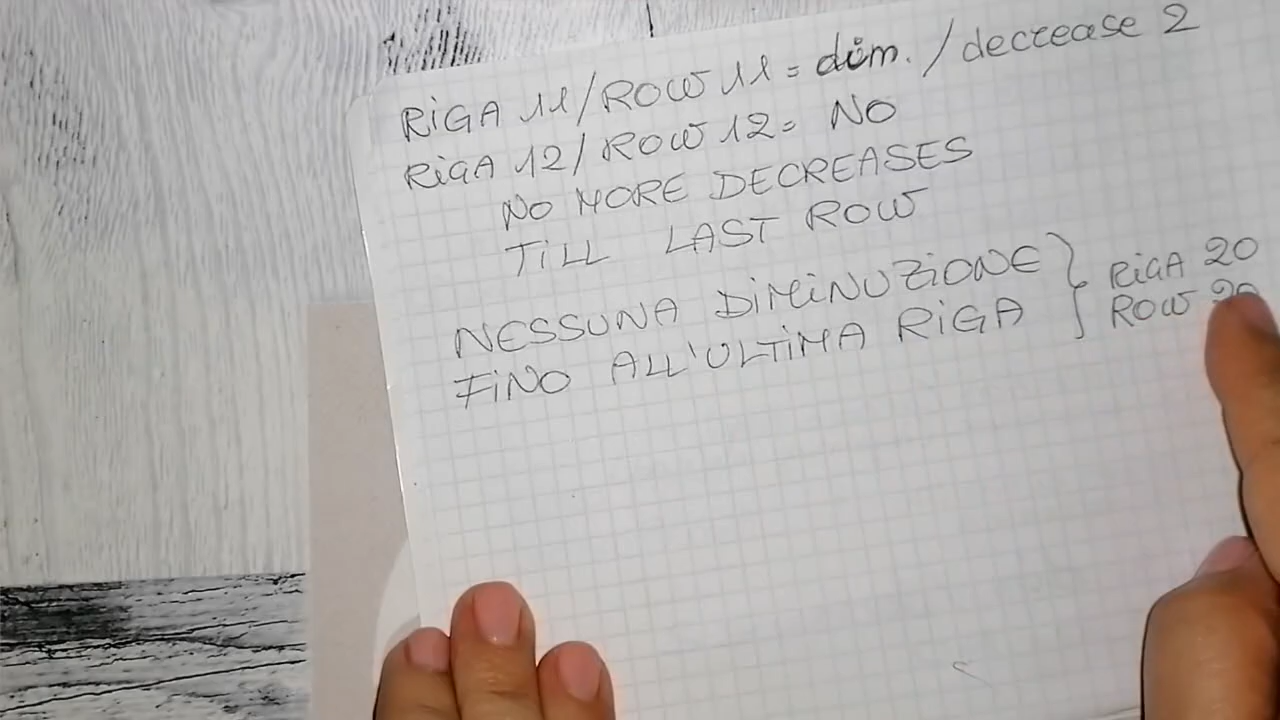 RIGA 11/ROW 11 = dim. / decrease 2
RIGA 12/ROW 12 = NO
NO MORE DECREASES
TILL LAST ROW
NESSUNA DIMINUZIONE } RIGA 20
FINO ALL'ULTIMA RIGA } ROW 20